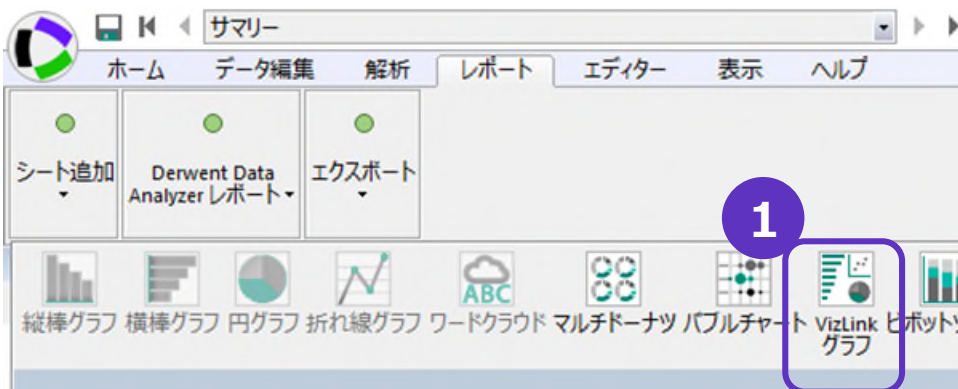 サマリー
ホーム データ編集 解析 レポート エディター 表示 ヘルプ
シート追加
Derwent Data
Analyzer レポート
エクスポート
1
ABC
縦棒グラフ 横棒グラフ 円グラフ 折れ線グラフ ワードクラウド マルチドーナツ バブルチャート VizLink
グラフ
ピボット